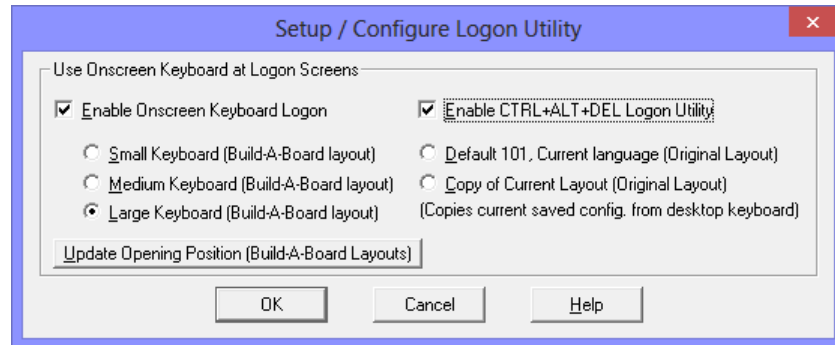 Setup / Configure Logon Utility
Use Onscreen Keyboard at Logon Screens
Enable Onscreen Keyboard Logon
Enable CTRL+ALT+DEL Logon Utility
Small Keyboard (Build-A-Board layout)
Default 101, Current language (Original Layout)
Medium Keyboard (Build-A-Board layout)
Copy of Current Layout (Original Layout)
Large Keyboard (Build-A-Board layout)
(Copies current saved config. from desktop keyboard)
Update Opening Position (Build-A-Board Layouts)
OK
Cancel
Help